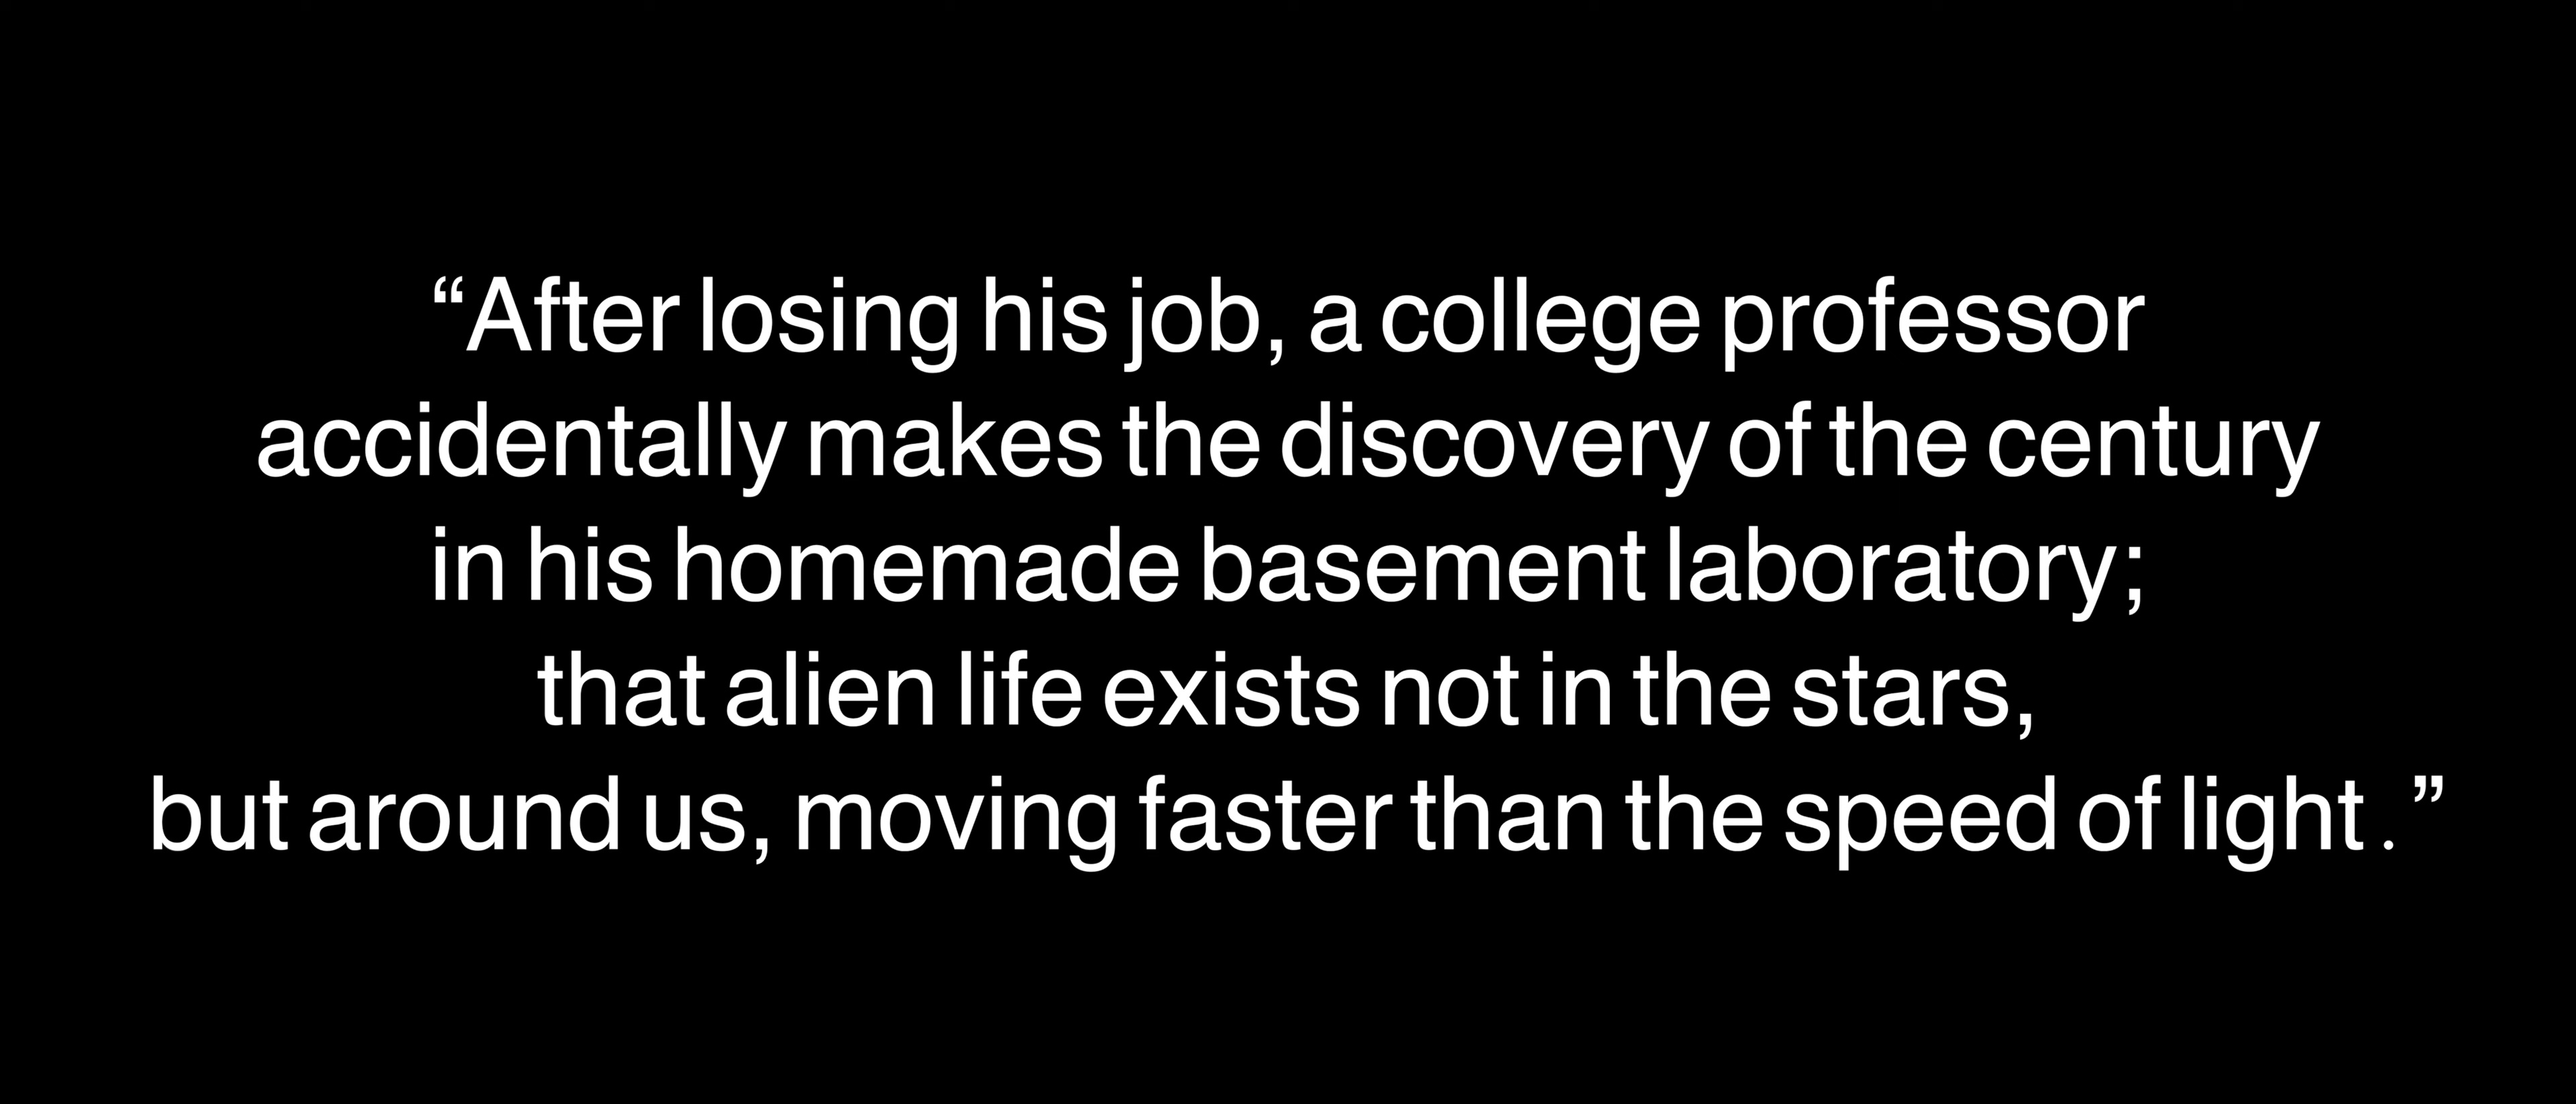 “After losing his job, a college professor
accidentally makes the discovery of the century
in his homemade basement laboratory;
that alien life exists not in the stars,
but around us, moving faster than the speed of light .”